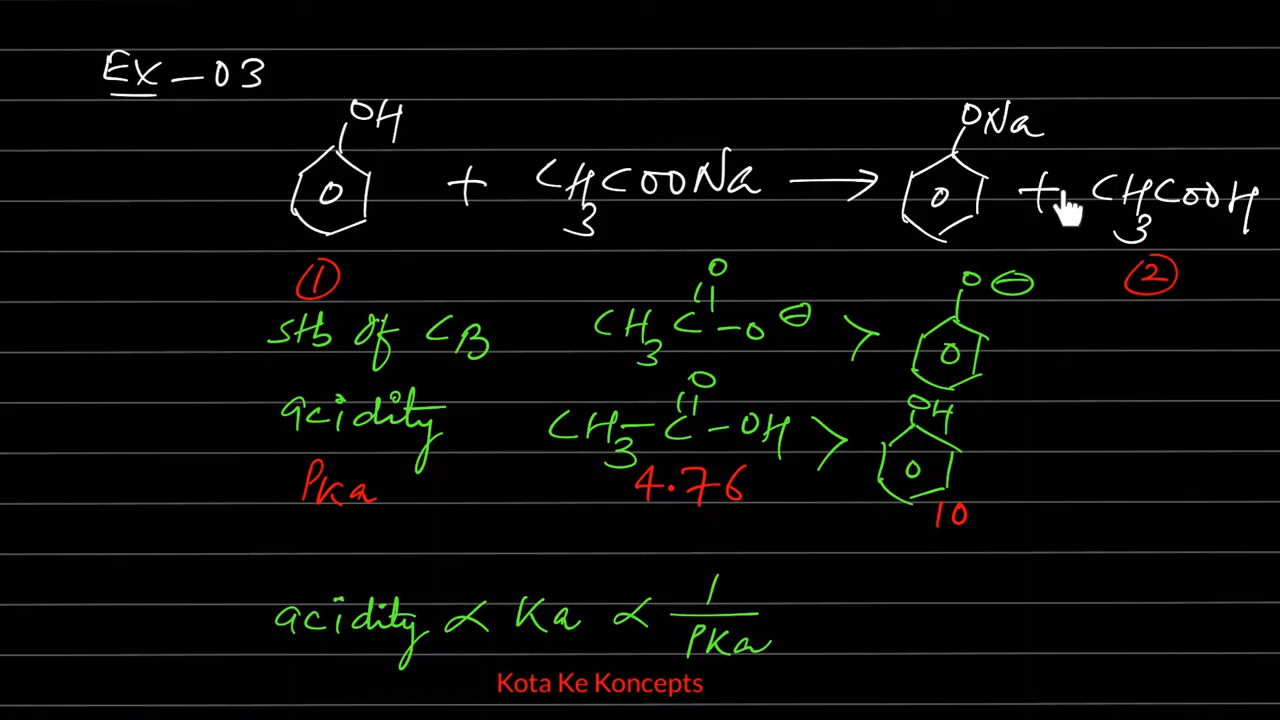 EX-03
OH + CH3COONa → ONa + CH3COOH
① ②
stb of CB CH3 C O -O ⊖ > O ⊖
acidity CH3-C O -OH > OH
Pka 4.76 10
acidity ∝ Ka ∝ 1/PKa
Kota Ke Koncepts